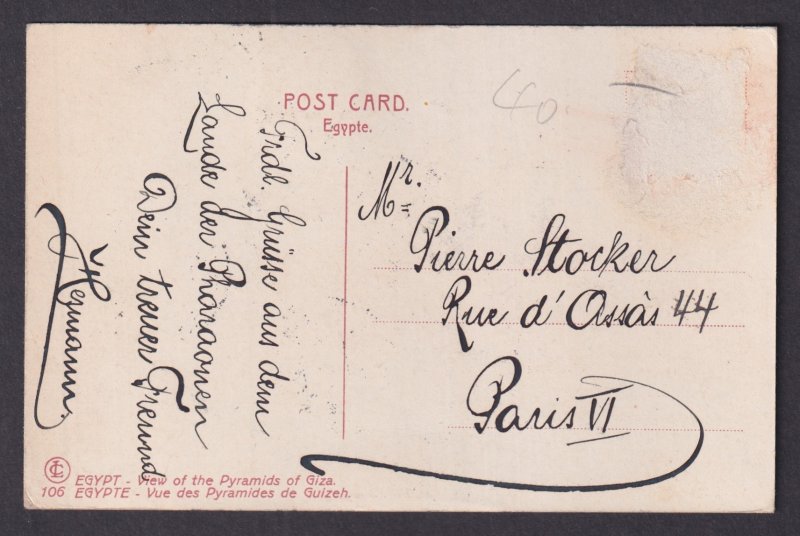 POST CARD.
Egypte.
40
Frdl. Grüsse aus dem
Lande der Pharaonen
Dein treuer Freund
Hermann.
Mr.
Pierre Stocker
Rue d'Assàs 44
Paris VI
LC
EGYPT - View of the Pyramids of Giza.
106 EGYPTE - Vue des Pyramides de Guizeh.